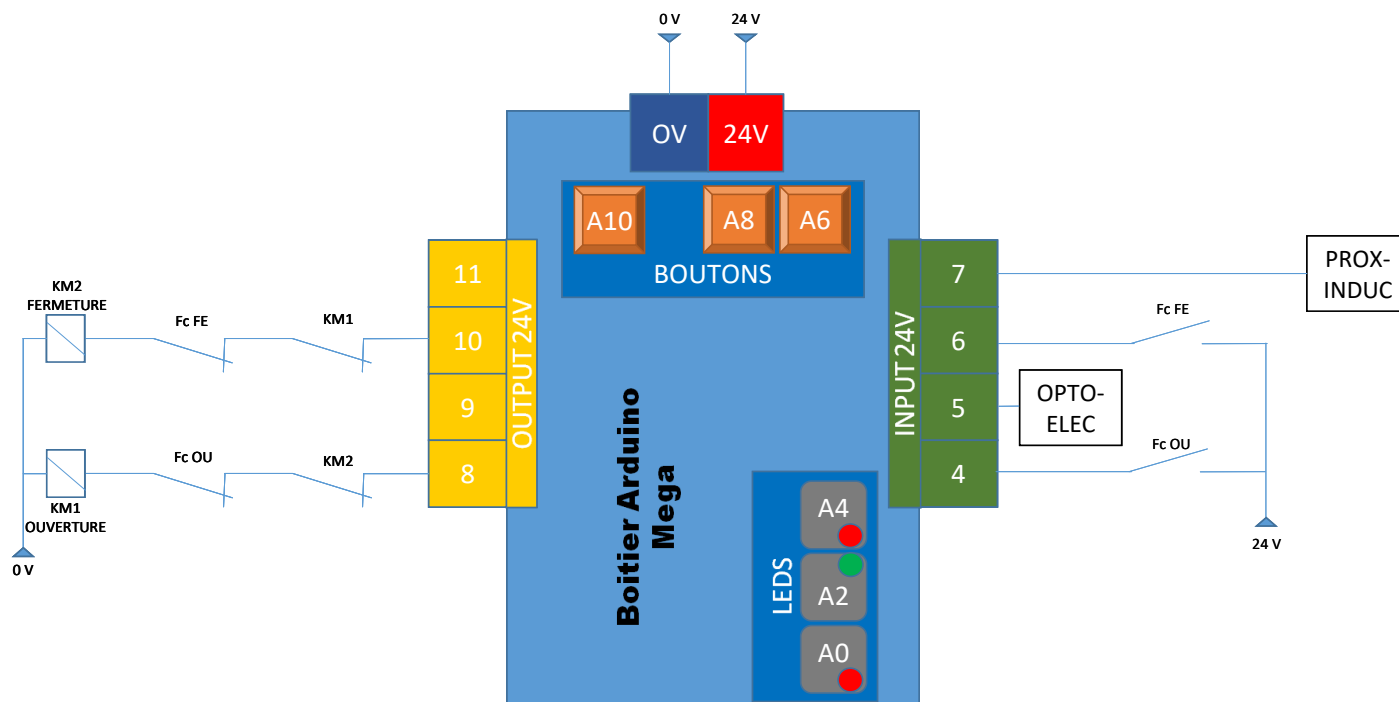 0 V
24 V
OV
24V
A10
A8
A6
BOUTONS
11
10
9
8
OUTPUT 24V
KM2
FERMETURE
Fc FE
KM1
Fc OU
KM2
KM1
OUVERTURE
0 V
Boitier Arduino
Mega
7
6
5
4
INPUT 24V
PROX-
INDUC
Fc FE
OPTO-
ELEC
Fc OU
24 V
LEDS
A4
A2
A0